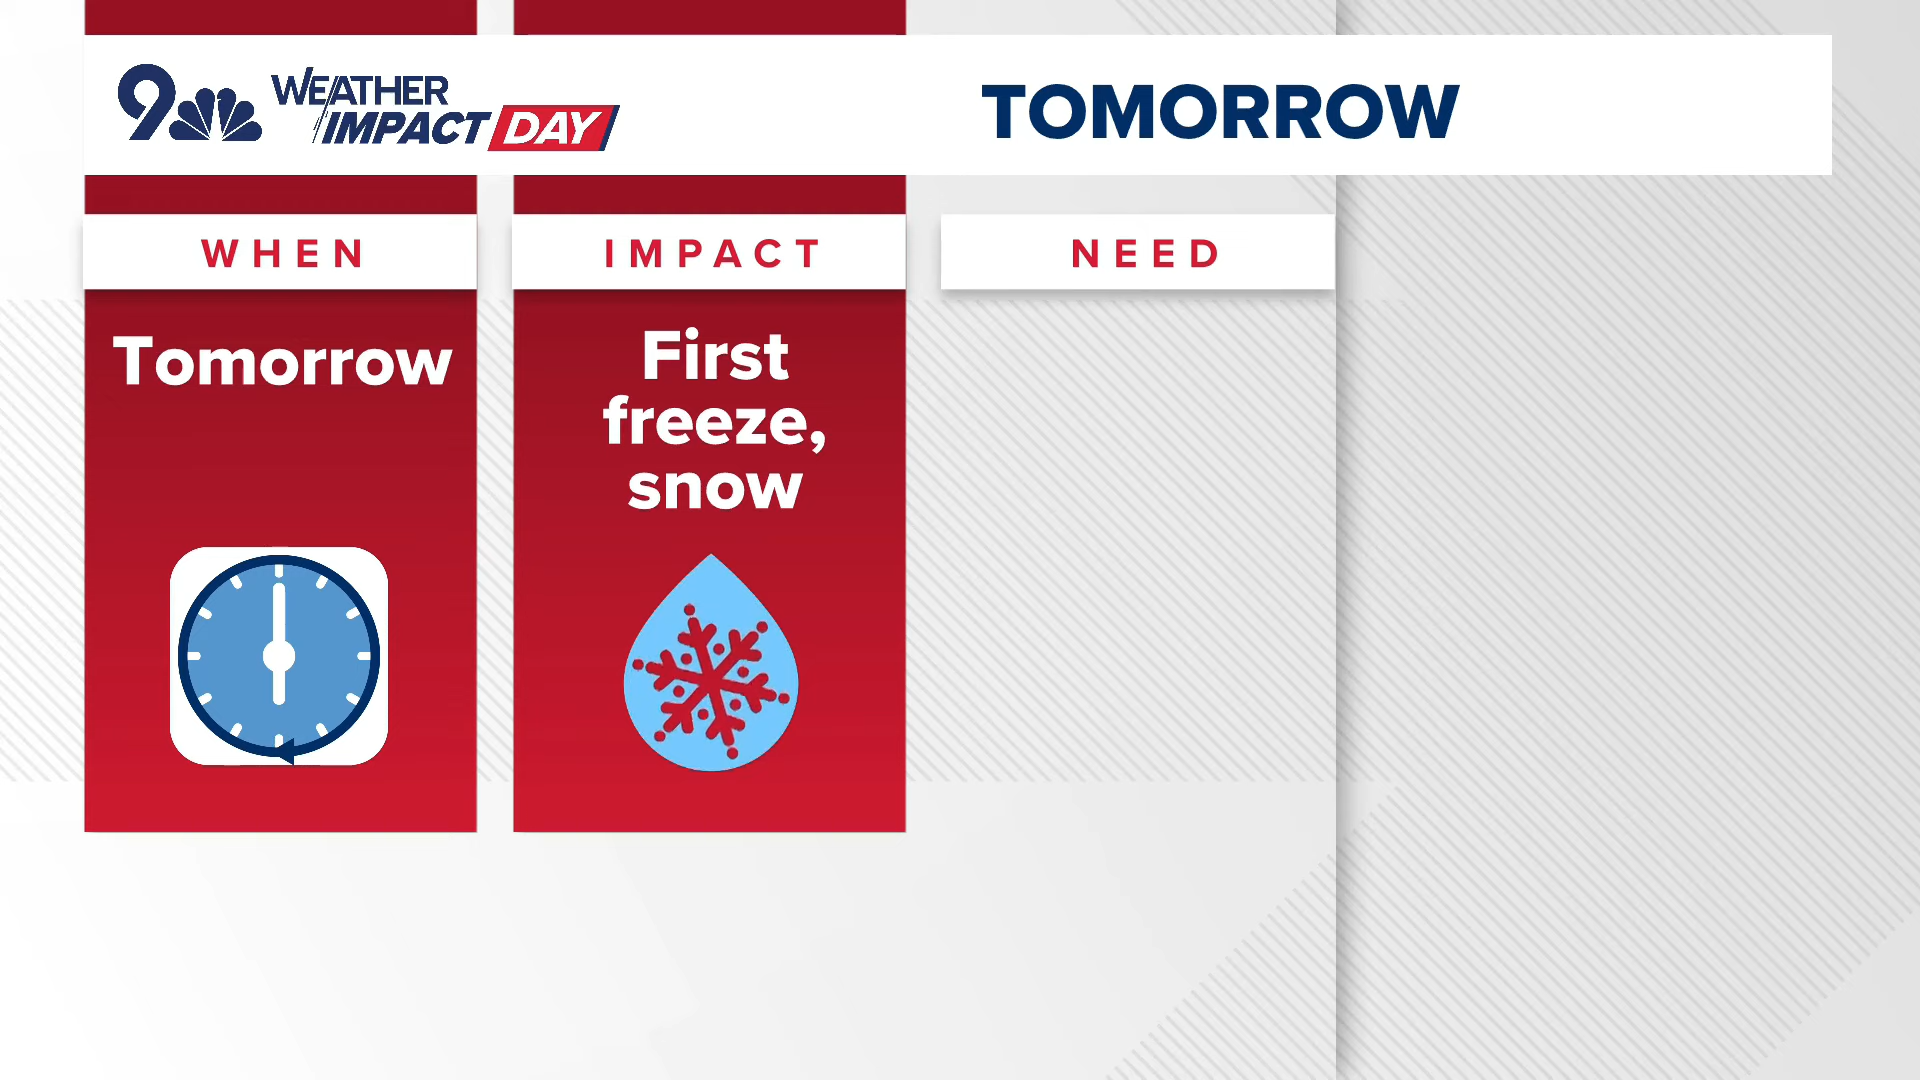 9 WEATHER
IMPACT DAY
TOMORROW
WHEN
IMPACT
NEED
Tomorrow
First
freeze,
snow